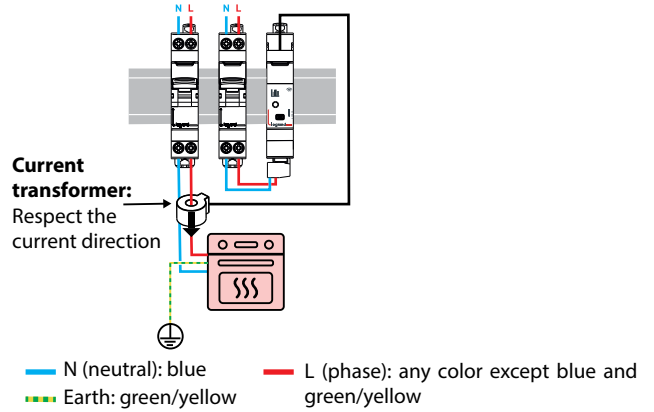 N L N L
legrand
Current
transformer:
Respect the
current direction
N (neutral): blue
L (phase): any color except blue and
green/yellow
Earth: green/yellow